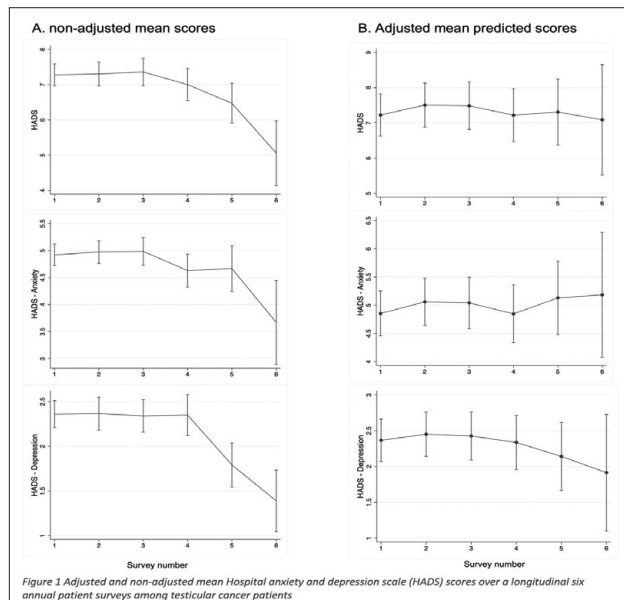 A. non-adjusted mean scores
B. Adjusted mean predicted scores
HADS
8
7
6
5
4
1 2 3 4 5 6
HADS
9
8
7
6
5
1 2 3 4 5 6
HADS - Anxiety
5.5
5
4.5
4
3.5
3
1 2 3 4 5 6
HADS - Anxiety
6.5
6
5.5
5
4.5
4
1 2 3 4 5 6
HADS - Depression
2.5
2
1.5
1
1 2 3 4 5 6
Survey number
HADS - Depression
3
2.5
2
1.5
1
1 2 3 4 5 6
Survey number
Figure 1 Adjusted and non-adjusted mean Hospital anxiety and depression scale (HADS) scores over a longitudinal six
annual patient surveys among testicular cancer patients